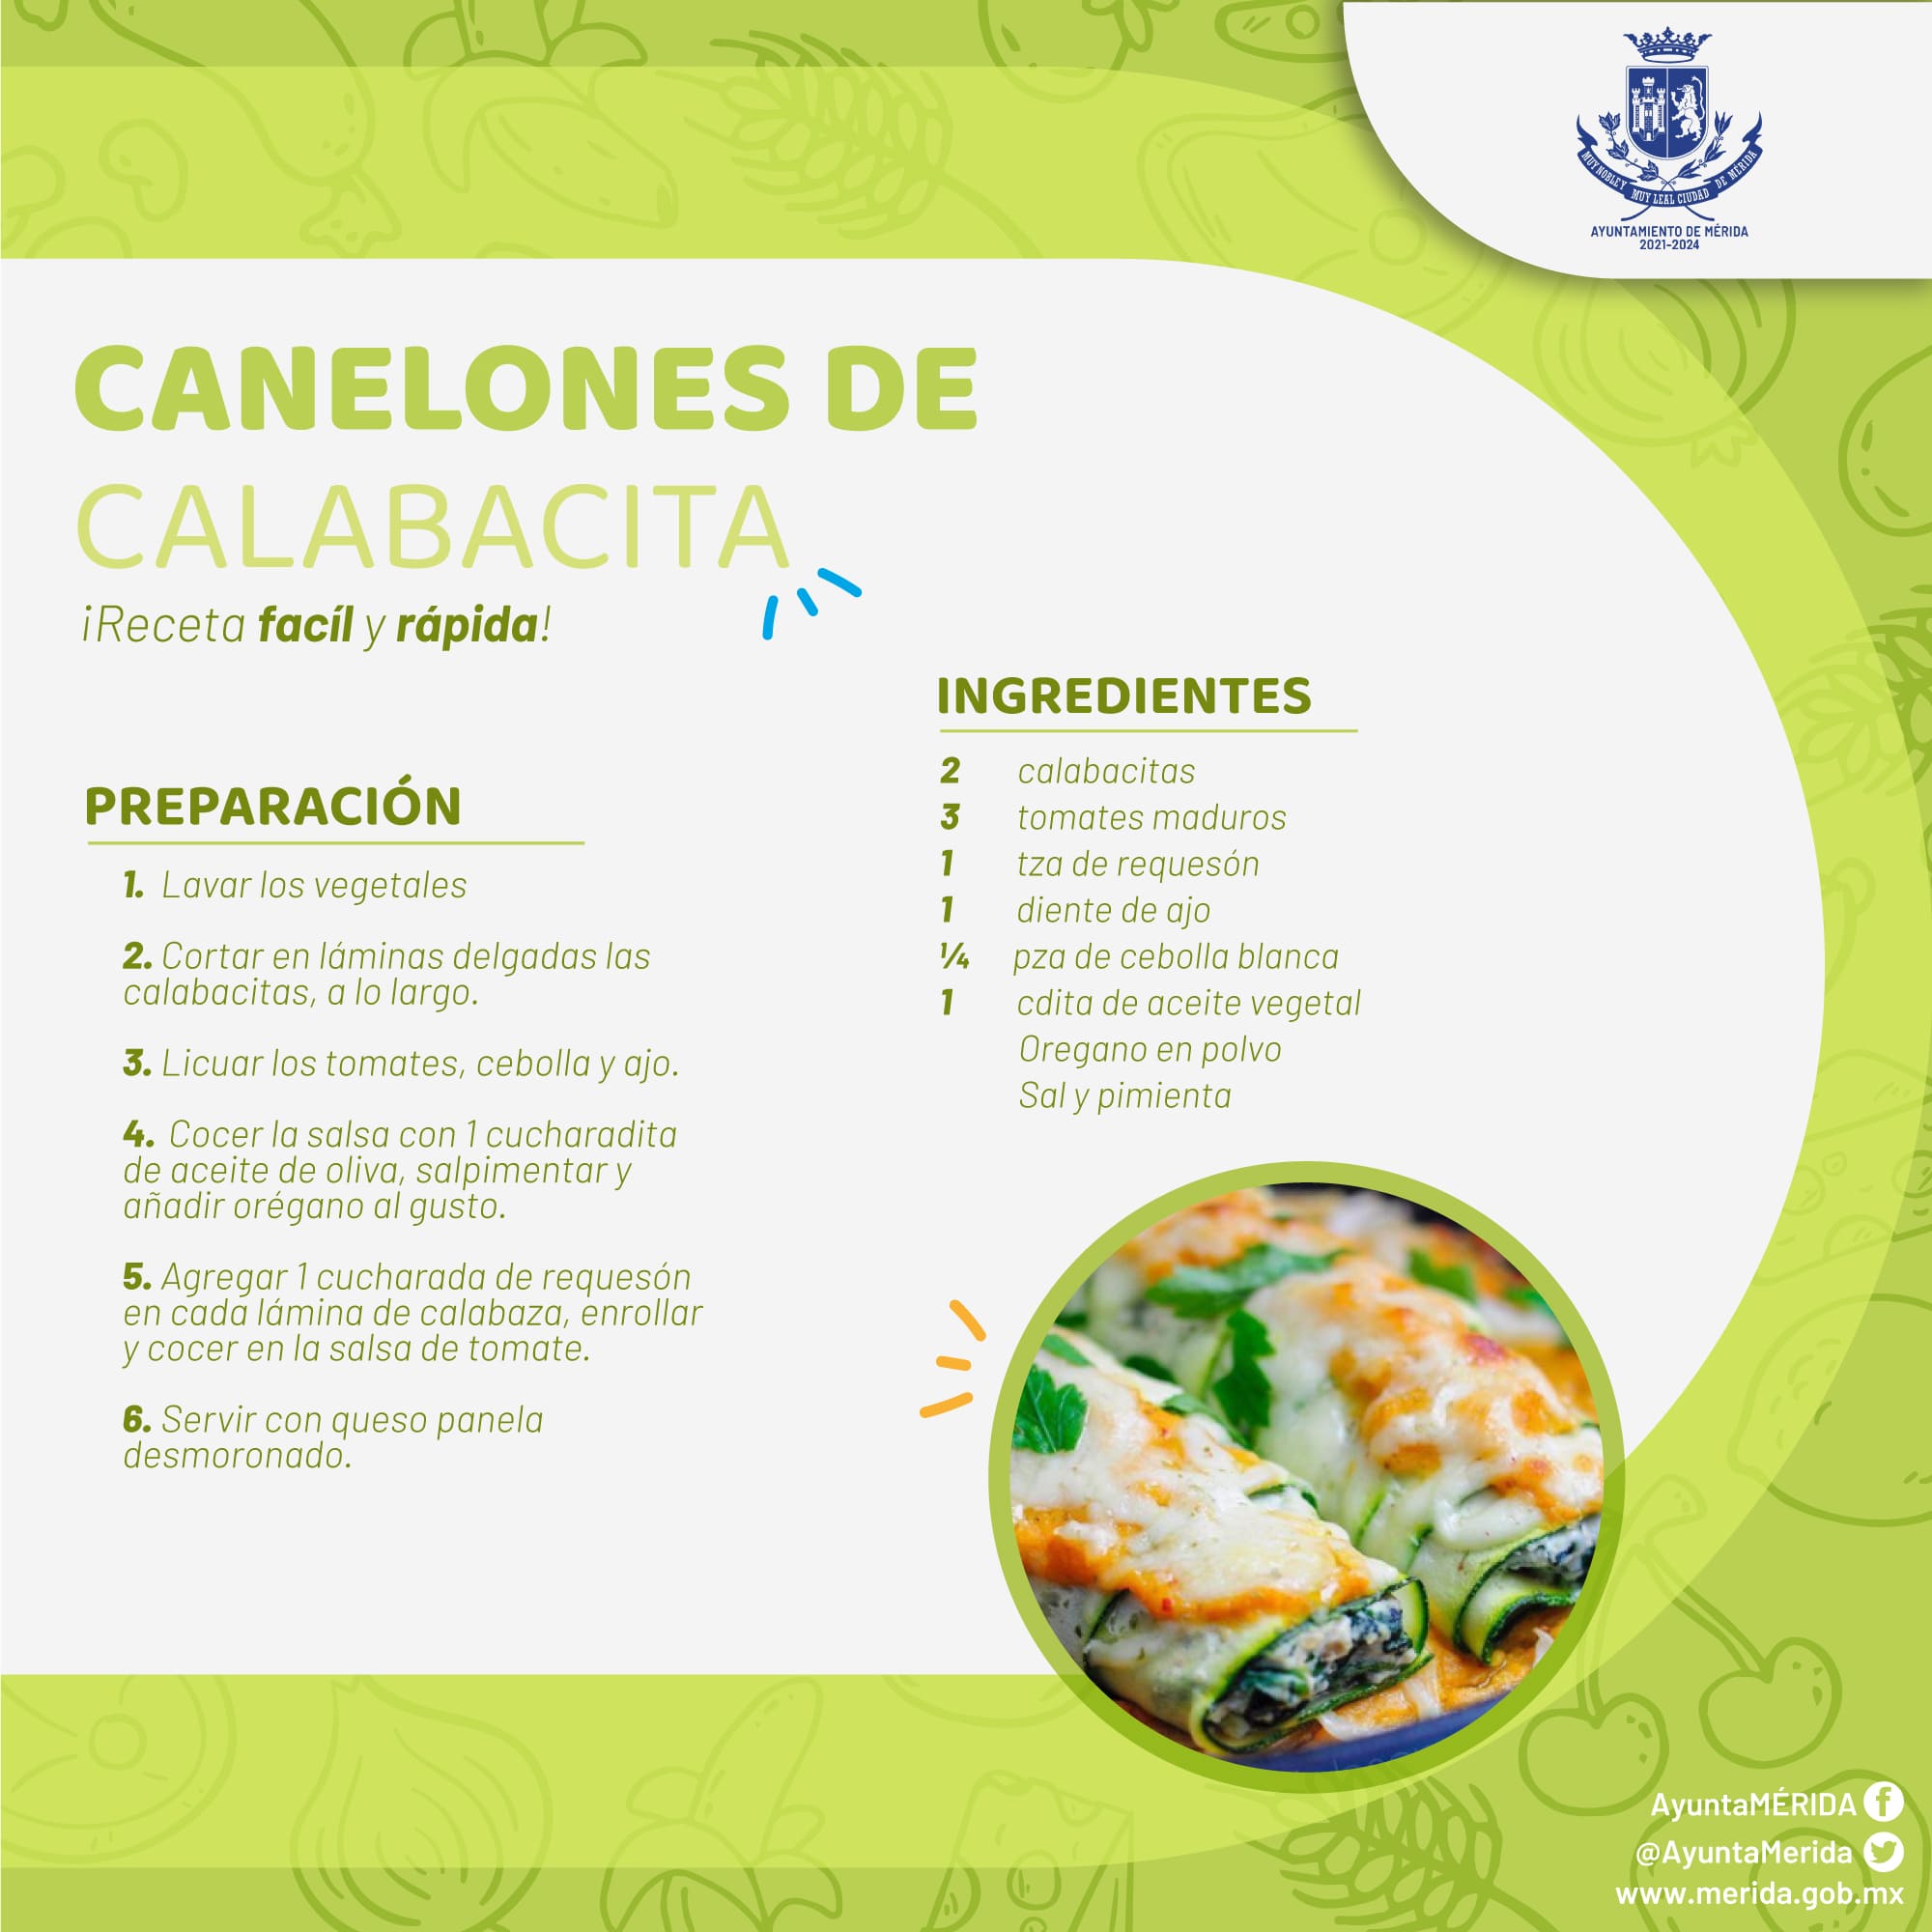 MUY NOBLE Y MUY LEAL CIUDAD DE MÉRIDA
AYUNTAMIENTO DE MÉRIDA
2021-2024
CANELONES DE
CALABACITA
¡Receta facíl y rápida!
PREPARACIÓN
1. Lavar los vegetales
2. Cortar en láminas delgadas las
calabacitas, a lo largo.
3. Licuar los tomates, cebolla y ajo.
4. Cocer la salsa con 1 cucharadita
de aceite de oliva, salpimentar y
añadir orégano al gusto.
5. Agregar 1 cucharada de requesón
en cada lámina de calabaza, enrollar
y cocer en la salsa de tomate.
6. Servir con queso panela
desmoronado.
INGREDIENTES
2 calabacitas
3 tomates maduros
1 tza de requesón
1 diente de ajo
¼ pza de cebolla blanca
1 cdita de aceite vegetal
Oregano en polvo
Sal y pimienta
AyuntaMÉRIDA
@AyuntaMerida
www.merida.gob.mx